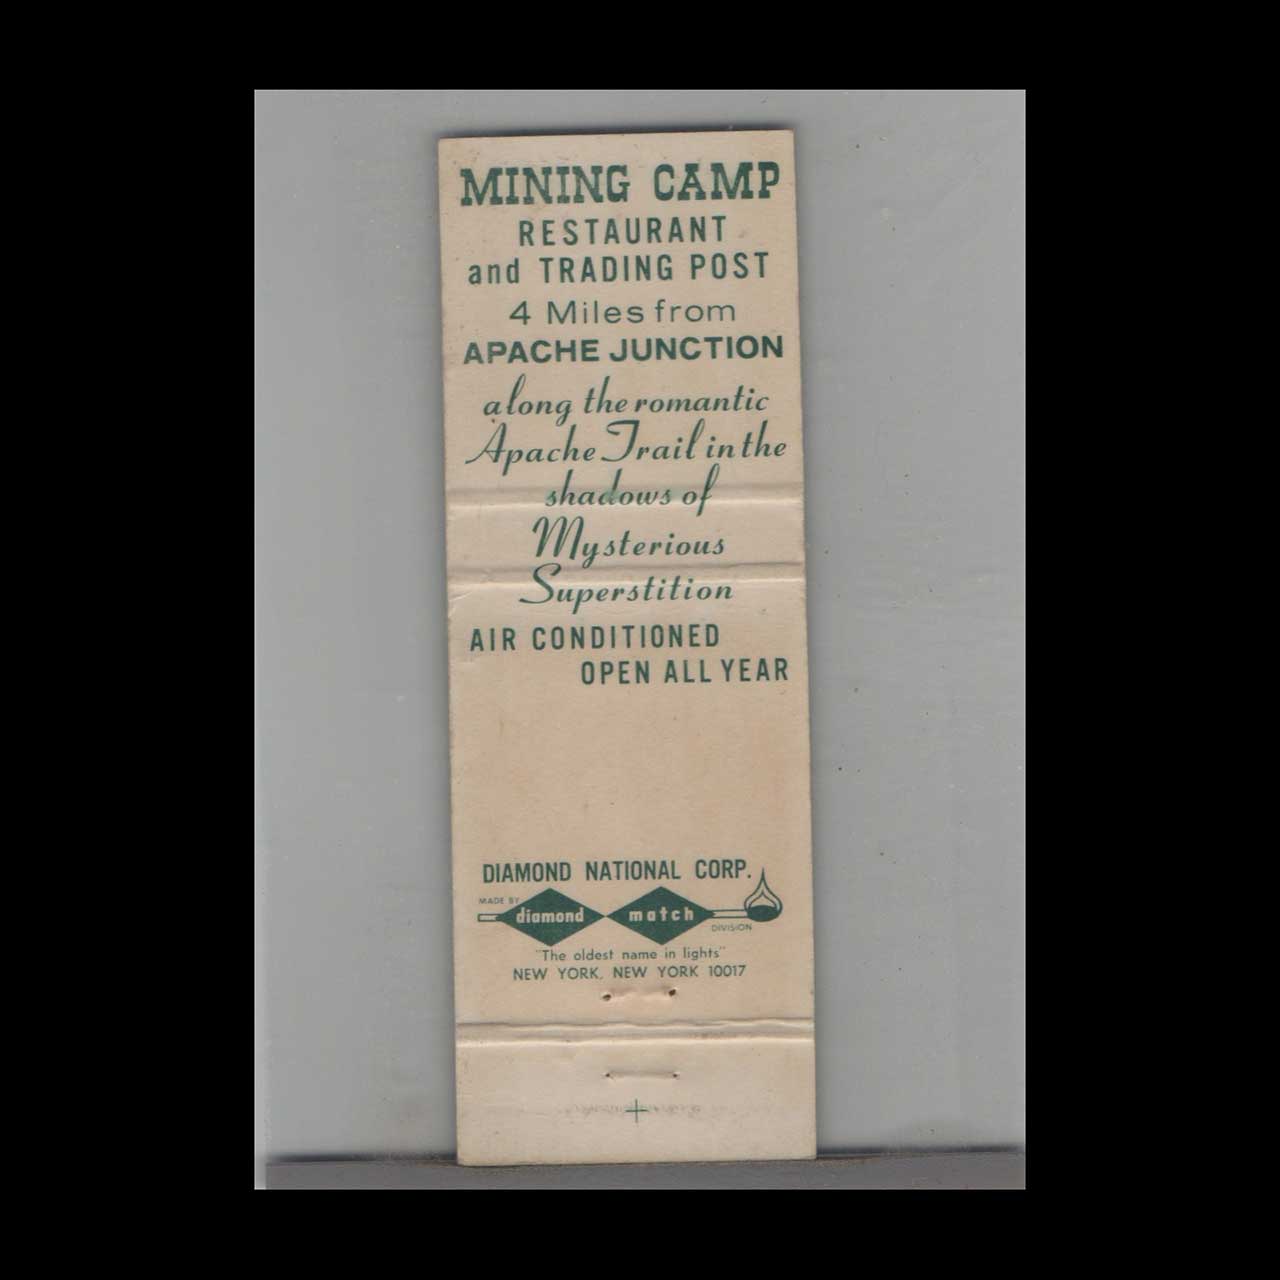 MINING CAMP
RESTAURANT
and TRADING POST
4 Miles from
APACHE JUNCTION
along the romantic
Apache Trail in the
shadows of
Mysterious
Superstition
AIR CONDITIONED
OPEN ALL YEAR
DIAMOND NATIONAL CORP.
MADE BY
diamond match
DIVISION
"The oldest name in lights"
NEW YORK, NEW YORK 10017